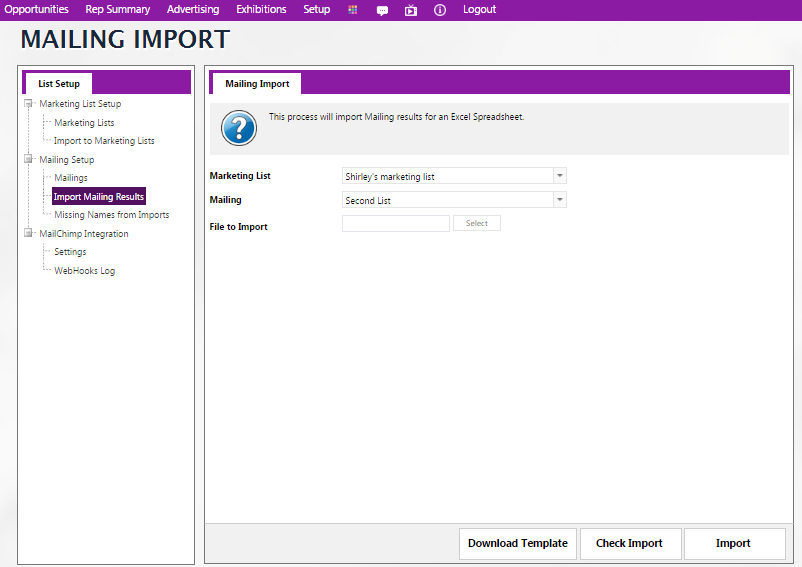 Opportunities Rep Summary Advertising Exhibitions Setup Logout
MAILING IMPORT
List Setup
Marketing List Setup
Marketing Lists
Import to Marketing Lists
Mailing Setup
Mailings
Import Mailing Results
Missing Names from Imports
MailChimp Integration
Settings
WebHooks Log
Mailing Import
This process will import Mailing results for an Excel Spreadsheet.
Marketing List Shirley's marketing list
Mailing Second List
File to Import Select
Download Template Check Import Import